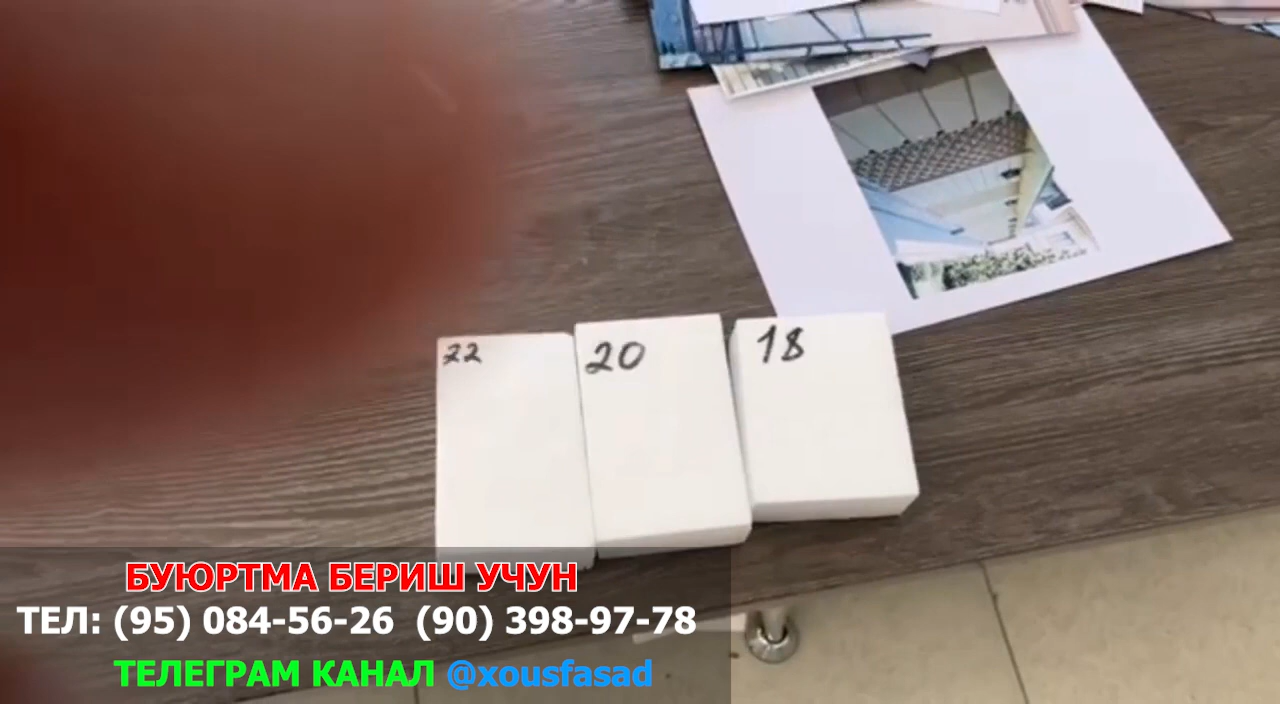 22
20
18
БУЮРТМА БЕРИШ УЧУН
ТЕЛ: (95) 084-56-26 (90) 398-97-78
ТЕЛЕГРАМ КАНАЛ @xousfasad